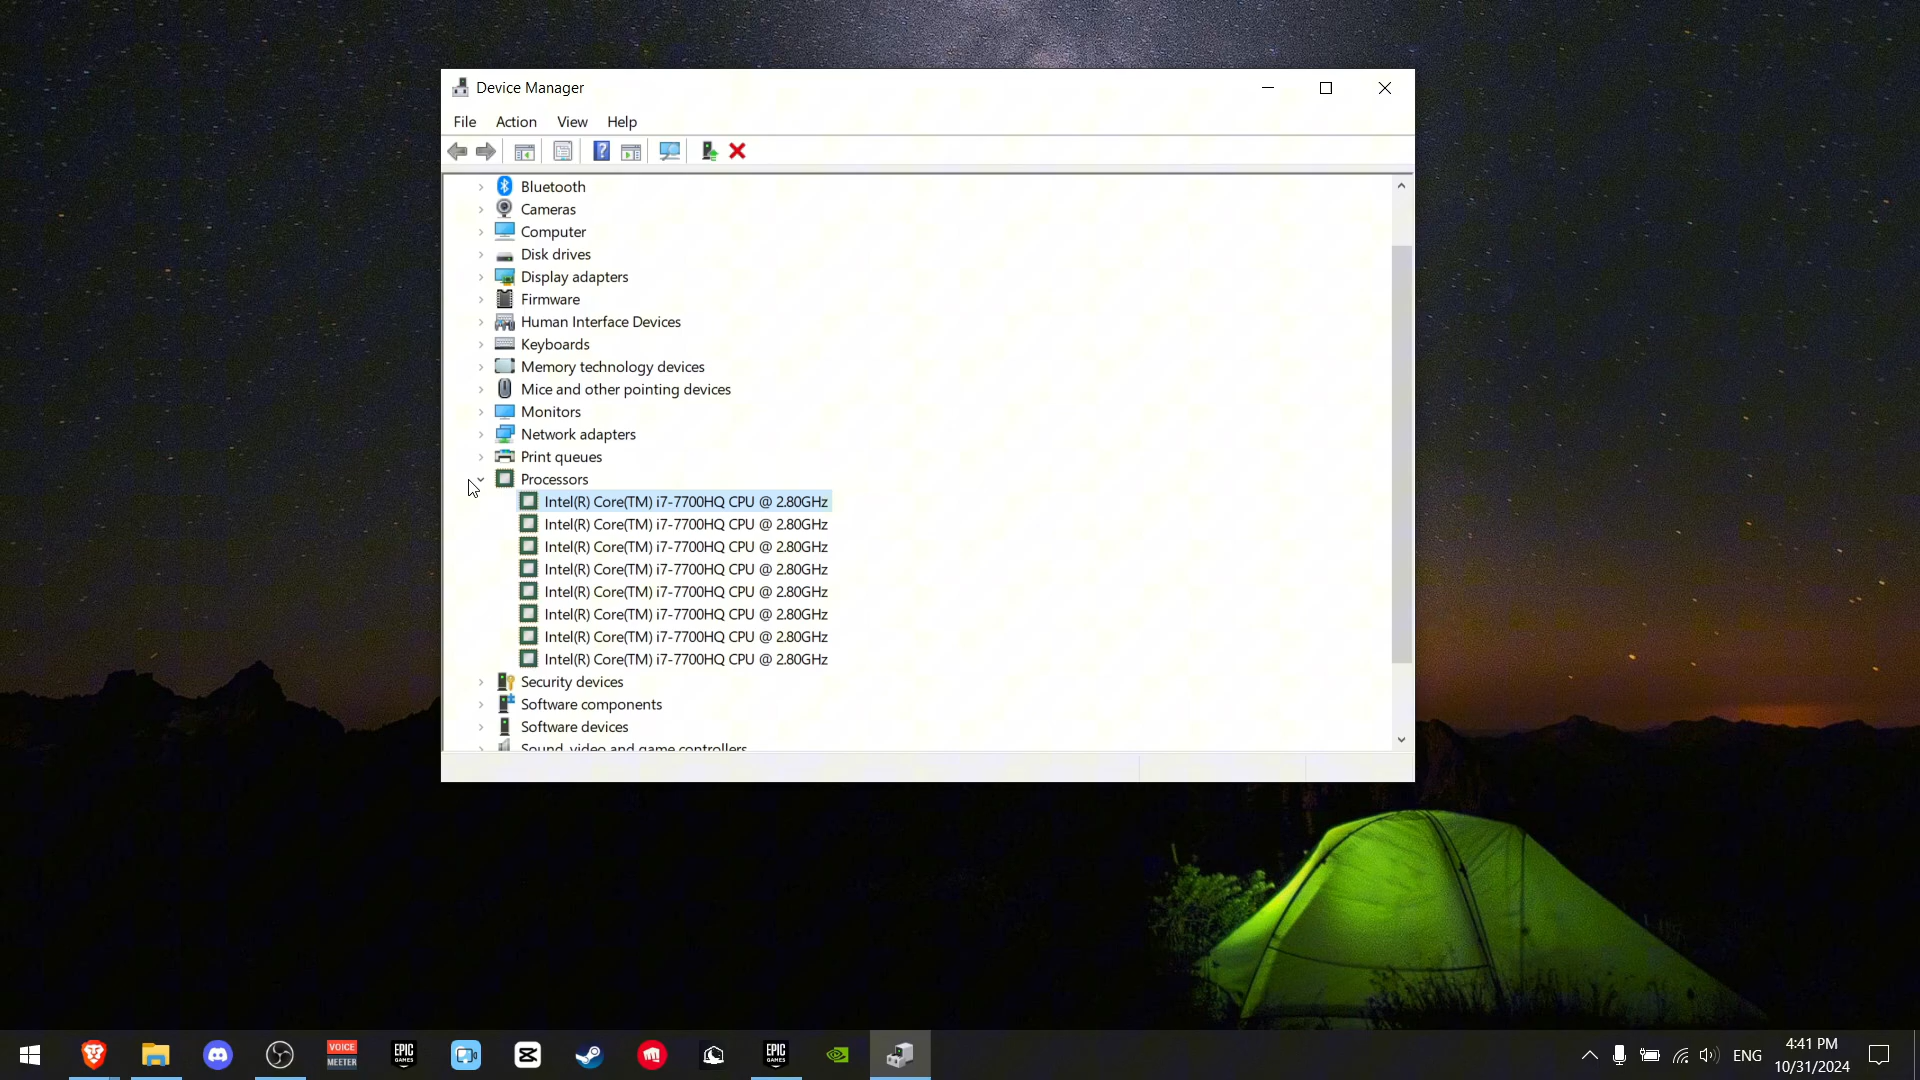 Device Manager
File Action View Help
Bluetooth
Cameras
Computer
Disk drives
Display adapters
Firmware
Human Interface Devices
Keyboards
Memory technology devices
Mice and other pointing devices
Monitors
Network adapters
Print queues
Processors
Intel(R) Core(TM) i7-7700HQ CPU @ 2.80GHz
Intel(R) Core(TM) i7-7700HQ CPU @ 2.80GHz
Intel(R) Core(TM) i7-7700HQ CPU @ 2.80GHz
Intel(R) Core(TM) i7-7700HQ CPU @ 2.80GHz
Intel(R) Core(TM) i7-7700HQ CPU @ 2.80GHz
Intel(R) Core(TM) i7-7700HQ CPU @ 2.80GHz
Intel(R) Core(TM) i7-7700HQ CPU @ 2.80GHz
Intel(R) Core(TM) i7-7700HQ CPU @ 2.80GHz
Security devices
Software components
Software devices
Sound, video and game controllers
VOICE
MEETER
EPIC
GAMES
EPIC
GAMES
ENG
4:41 PM
10/31/2024